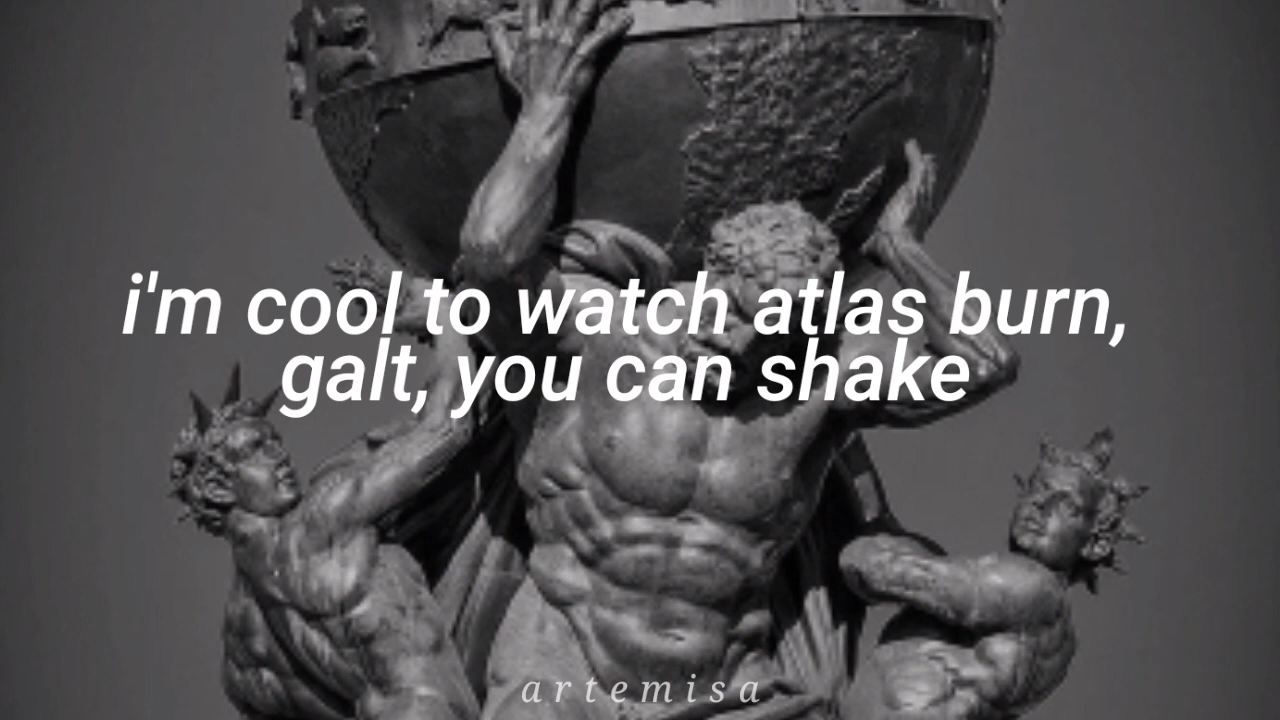 i'm cool to watch atlas burn,
galt, you can shake
artemisa